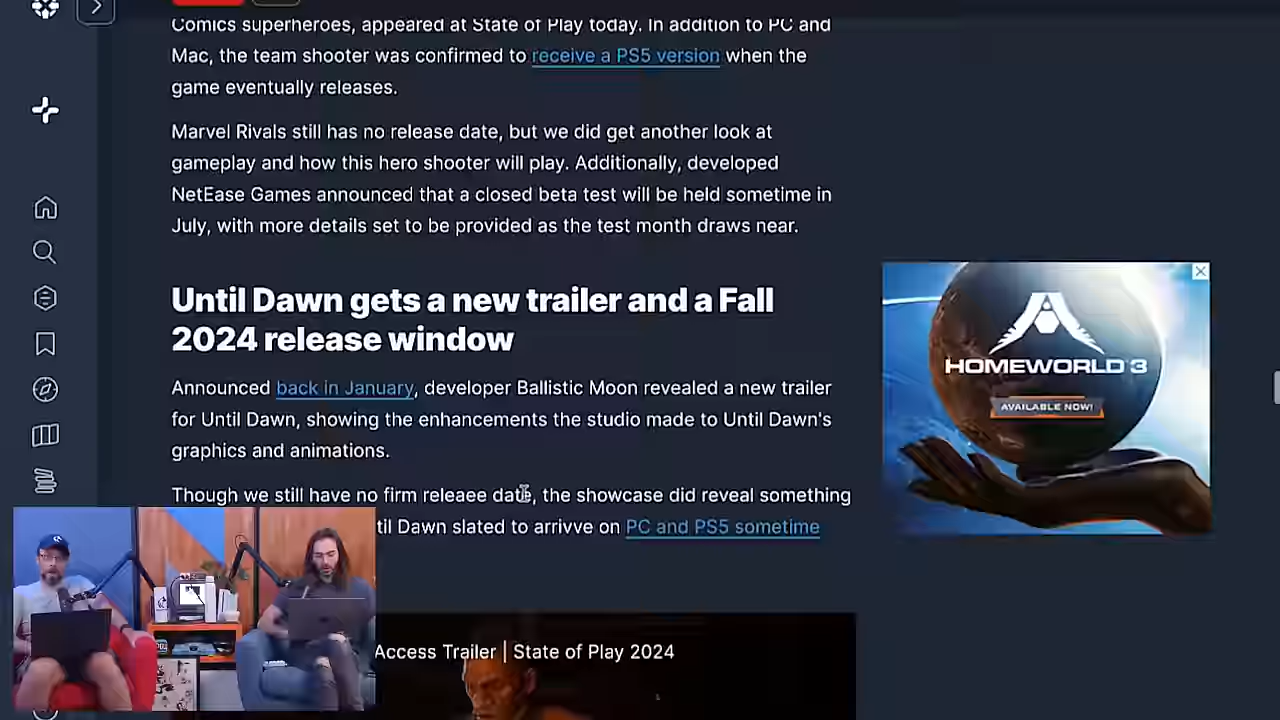 Comics superheroes, appeared at State of Play today. In addition to PC and
Mac, the team shooter was confirmed to receive a PS5 version when the
game eventually releases.
Marvel Rivals still has no release date, but we did get another look at
gameplay and how this hero shooter will play. Additionally, developed
NetEase Games announced that a closed beta test will be held sometime in
July, with more details set to be provided as the test month draws near.
Until Dawn gets a new trailer and a Fall
2024 release window
Announced back in January, developer Ballistic Moon revealed a new trailer
for Until Dawn, showing the enhancements the studio made to Until Dawn's
graphics and animations.
Though we still have no firm releaee date, the showcase did reveal something
til Dawn slated to arrivve on PC and PS5 sometime
Access Trailer | State of Play 2024
HOMEWORLD 3
AVAILABLE NOW!